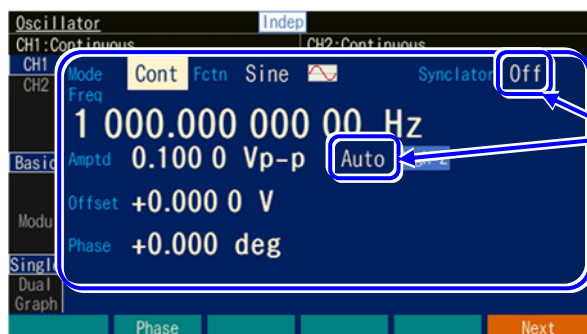 Oscillator Indep
CH1:Continuous CH2:Continuous
CH1
CH2
Mode Cont Fctn Sine Synclator Off
Freq
1 000.000 000 00 Hz
Basic Amptd 0.100 0 Vp-p Auto
Offset +0.000 0 V
Modu
Phase +0.000 deg
Single
Dual
Graph
Phase Next